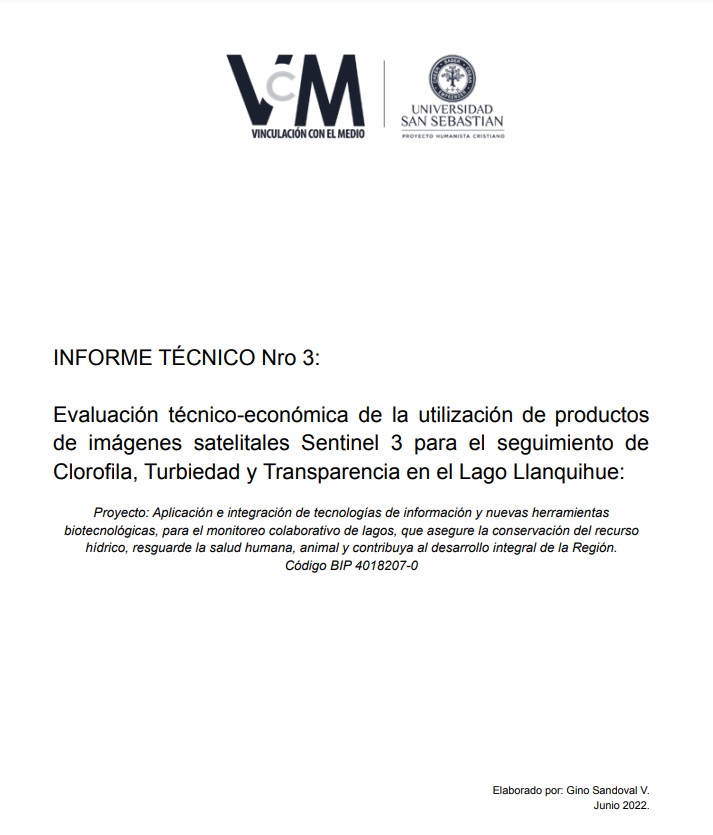 VCM
VINCULACIÓN CON EL MEDIO
UNIVERSIDAD
SAN SEBASTIAN
PROYECTO HUMANISTA CRISTIANO
INFORME TÉCNICO Nro 3:
Evaluación técnico-económica de la utilización de productos
de imágenes satelitales Sentinel 3 para el seguimiento de
Clorofila, Turbiedad y Transparencia en el Lago Llanquihue:
Proyecto: Aplicación e integración de tecnologías de información y nuevas herramientas
biotecnológicas, para el monitoreo colaborativo de lagos, que asegure la conservación del recurso
hídrico, resguarde la salud humana, animal y contribuya al desarrollo integral de la Región.
Código BIP 4018207-0
Elaborado por: Gino Sandoval V.
Junio 2022.